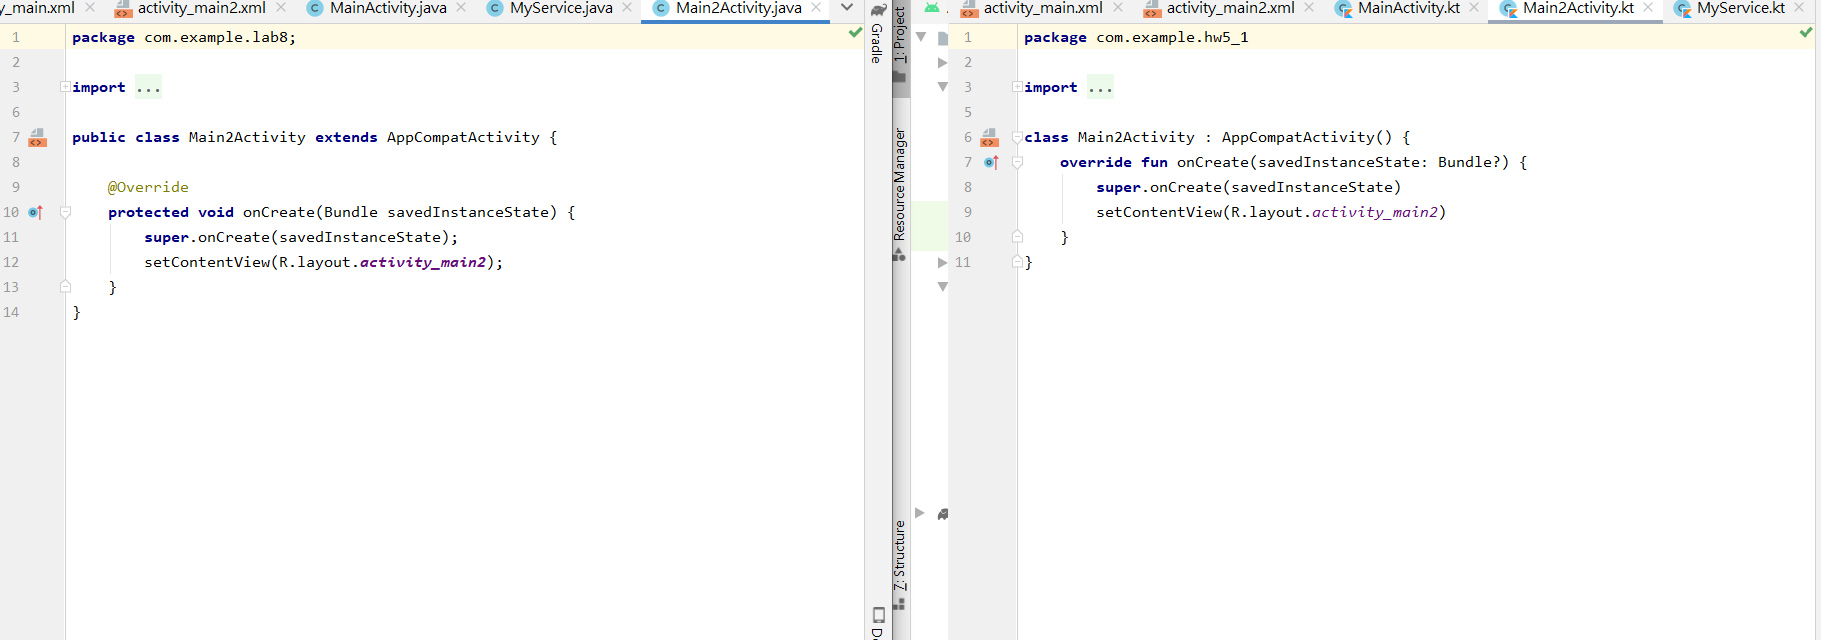 y_main.xml activity_main2.xml MainActivity.java MyService.java Main2Activity.java
1 package com.example.lab8;
2
3 import ...
6
7 public class Main2Activity extends AppCompatActivity {
8
9 @Override
10 protected void onCreate(Bundle savedInstanceState) {
11 super.onCreate(savedInstanceState);
12 setContentView(R.layout.activity_main2);
13 }
14 }
Gradle
1: Project
Resource Manager
7: Structure
activity_main.xml activity_main2.xml MainActivity.kt Main2Activity.kt MyService.kt
1 package com.example.hw5_1
2
3 import ...
5
6 class Main2Activity : AppCompatActivity() {
7 override fun onCreate(savedInstanceState: Bundle?) {
8 super.onCreate(savedInstanceState)
9 setContentView(R.layout.activity_main2)
10 }
11 }